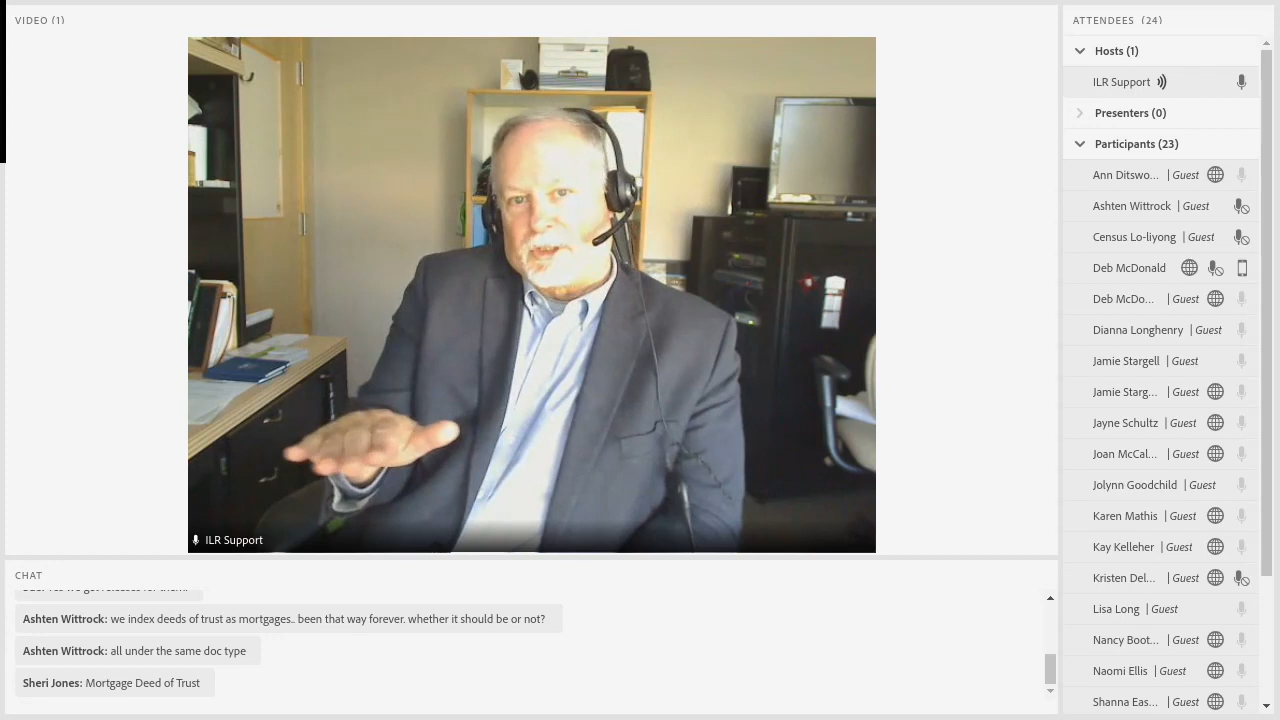 VIDEO (1)
ILR Support
CHAT
Ashten Wittrock: we index deeds of trust as mortgages.. been that way forever. whether it should be or not?
Ashten Wittrock: all under the same doc type
Sheri Jones: Mortgage Deed of Trust
ATTENDEES (24)
Hosts (1)
ILR Support
Presenters (0)
Participants (23)
Ann Ditswo... | Guest
Ashten Wittrock | Guest
Census Lo-liyong | Guest
Deb McDonald
Deb McDo... | Guest
Dianna Longhenry | Guest
Jamie Stargell | Guest
Jamie Starg... | Guest
Jayne Schultz | Guest
Joan McCal... | Guest
Jolynn Goodchild | Guest
Karen Mathis | Guest
Kay Kelleher | Guest
Kristen Del... | Guest
Lisa Long | Guest
Nancy Boot... | Guest
Naomi Ellis | Guest
Shanna Eas... | Guest